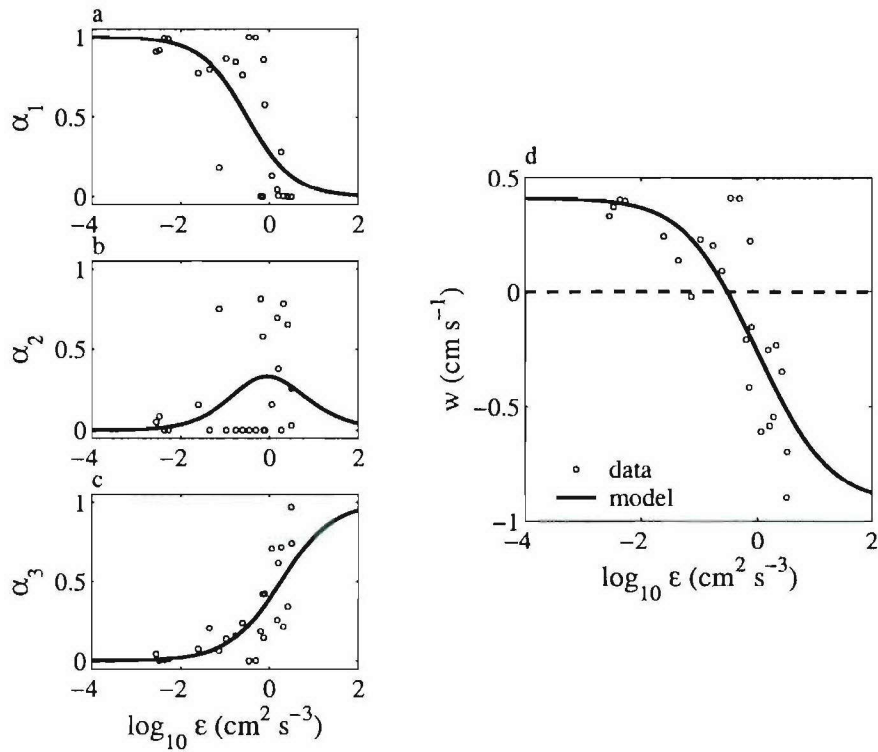 a
1
0.5
0
α₁
−4 −2 0 2
b
1
0.5
0
α₂
−4 −2 0 2
c
1
0.5
0
α₃
−4 −2 0 2
log₁₀ ε (cm² s⁻³)
d
0.5
0
−0.5
−1
w (cm s⁻¹)
data
model
−4 −2 0 2
log₁₀ ε (cm² s⁻³)